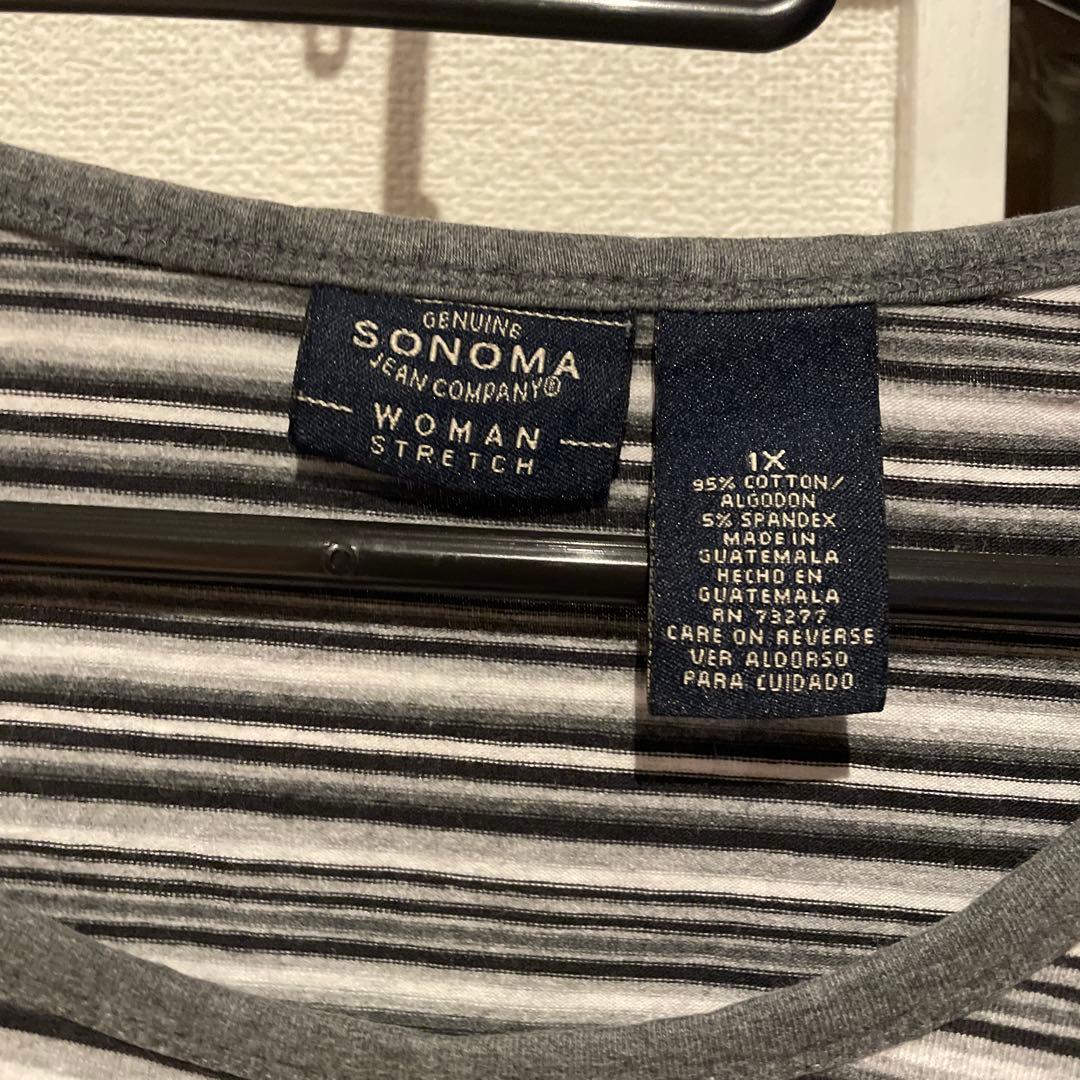 GENUINE
SONOMA
JEAN COMPANY®
WOMAN
STRETCH
1X
95% COTTON/
ALGODON
5% SPANDEX
MADE IN
GUATEMALA
HECHO EN
GUATEMALA
RN 73277
CARE ON REVERSE
VER ALDORSO
PARA CUIDADO